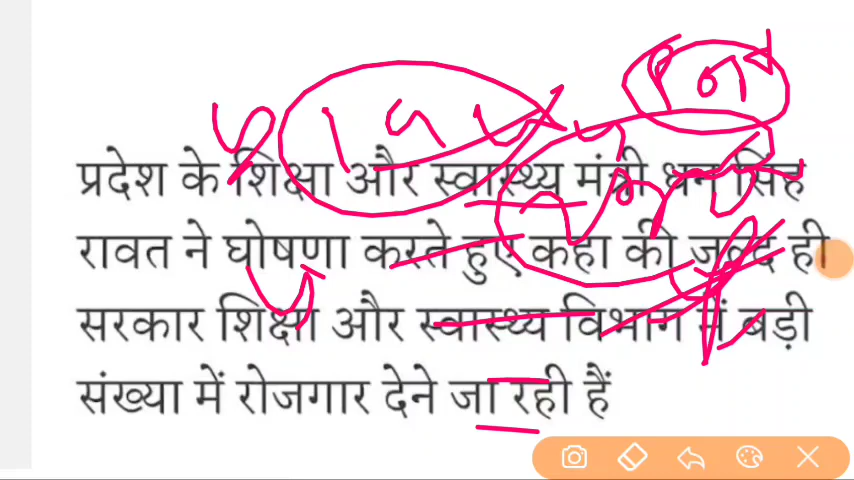 प्रदेश के शिक्षा और स्वास्थ्य मंत्री धन सिंह
रावत ने घोषणा करते हुए कहा की जल्द ही
सरकार शिक्षा और स्वास्थ्य विभाग में बड़ी
संख्या में रोजगार देने जा रही हैं